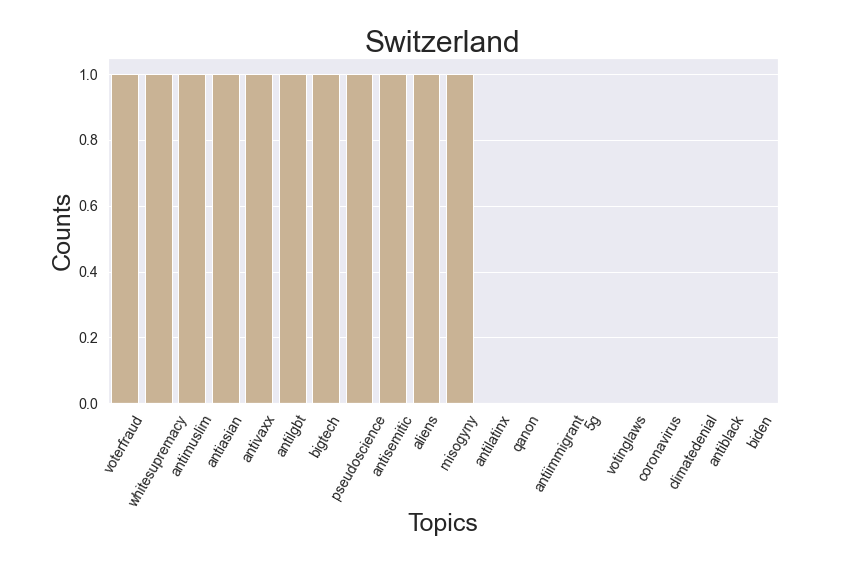 Switzerland
Counts
1.0
0.8
0.6
0.4
0.2
0.0
voterfraud
whitesupremacy
antimuslim
antiasian
antivaxx
antilgbt
bigtech
pseudoscience
antisemitic
aliens
misogyny
antilatinx
qanon
antiimmigrant
5g
votinglaws
coronavirus
climatedenial
antiblack
biden
Topics